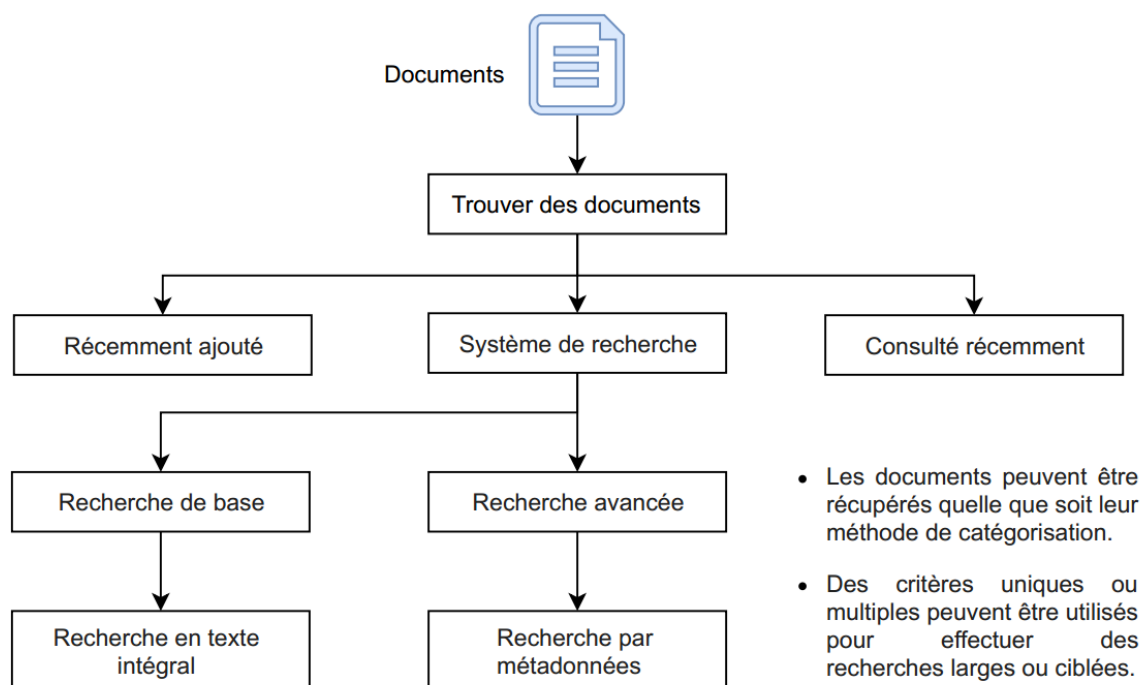 Documents
Trouver des documents
Récemment ajouté
Système de recherche
Consulté récemment
Recherche de base
Recherche avancée
• Les documents peuvent être
récupérés quelle que soit leur
méthode de catégorisation.
• Des critères uniques ou
multiples peuvent être utilisés
pour effectuer des
recherches larges ou ciblées.
Recherche en texte
intégral
Recherche par
métadonnées